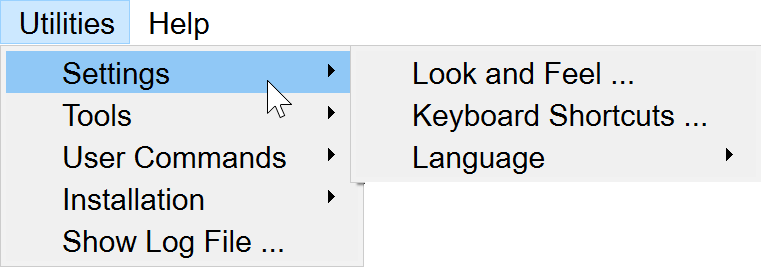 Utilities Help
Settings
Tools
User Commands
Installation
Show Log File ...
Look and Feel ...
Keyboard Shortcuts ...
Language